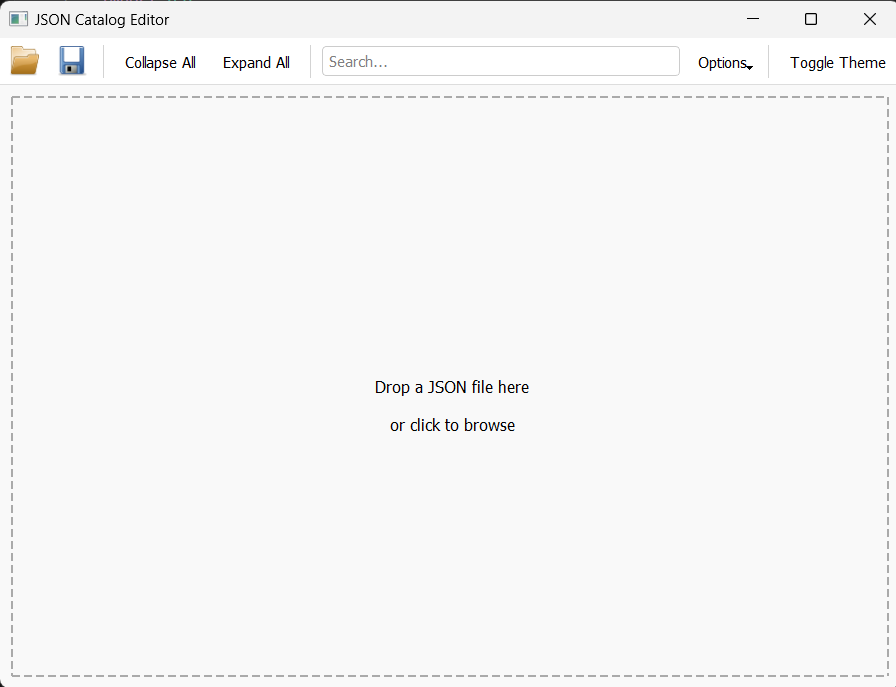 JSON Catalog Editor
Collapse All Expand All Search... Options Toggle Theme
Drop a JSON file here
or click to browse